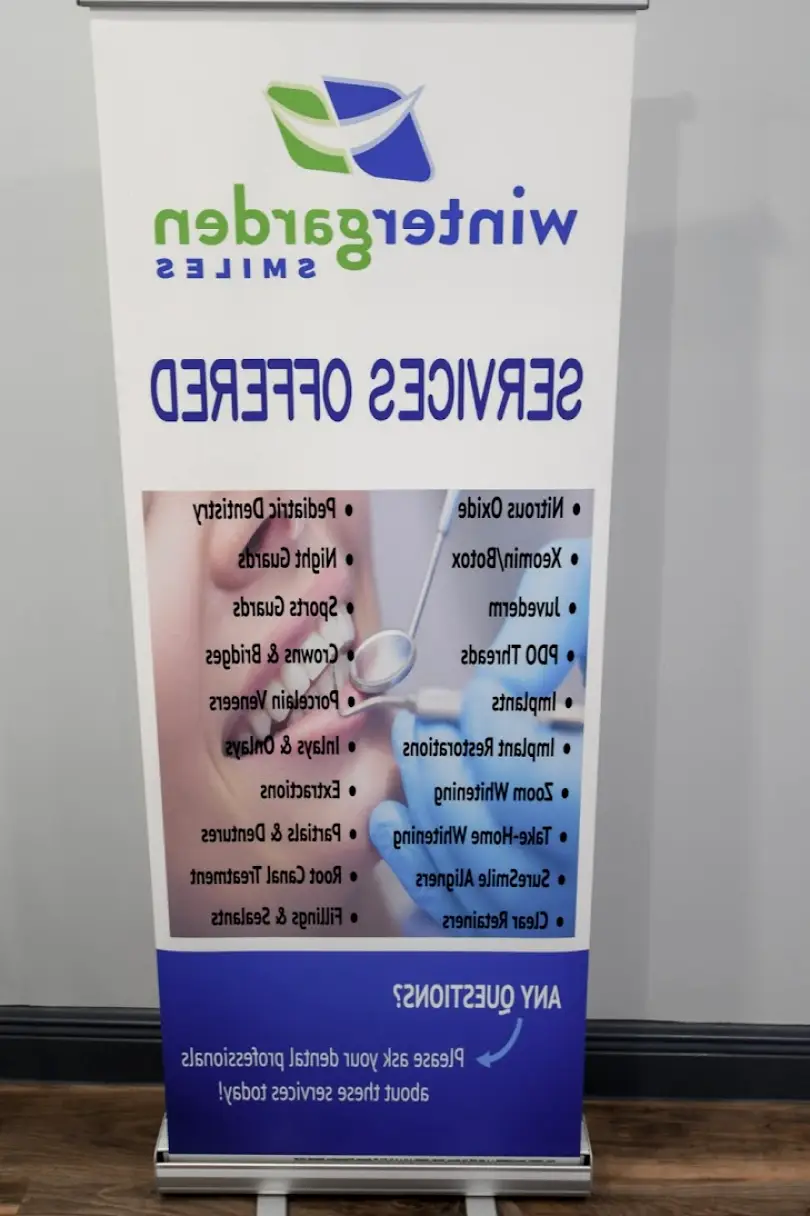 wintergarden
SMILES
SERVICES OFFERED
• Nitrous Oxide
• Xeomin/Botox
• Juvederm
• PDO Threads
• Implants
• Implant Restorations
• Zoom Whitening
• Take-Home Whitening
• SureSmile Aligners
• Clear Retainers
• Pediatric Dentistry
• Night Guards
• Sports Guards
• Crowns & Bridges
• Porcelain Veneers
• Inlays & Onlays
• Extractions
• Partials & Dentures
• Root Canal Treatment
• Fillings & Sealants
ANY QUESTIONS?
Please ask your dental professionals
about these services today!